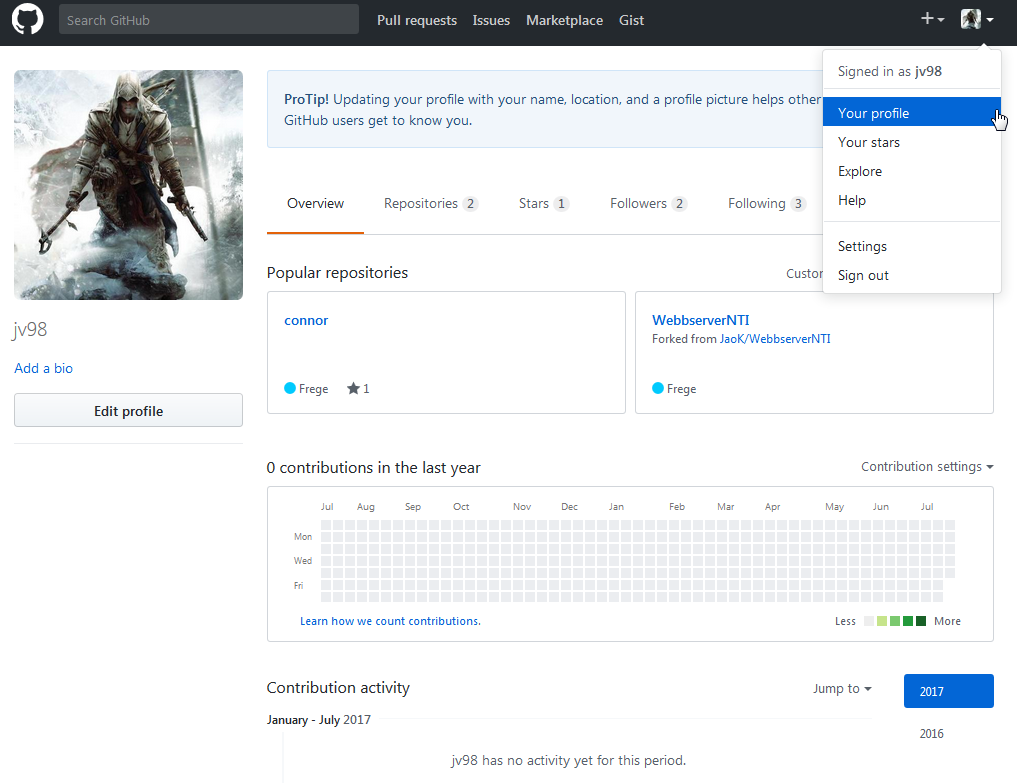 Search GitHub
Pull requests Issues Marketplace Gist
Signed in as jv98
Your profile
Your stars
Explore
Help
Settings
Sign out
jv98
Add a bio
Edit profile
ProTip! Updating your profile with your name, location, and a profile picture helps other
GitHub users get to know you.
Overview Repositories 2 Stars 1 Followers 2 Following 3
Popular repositories Custom
connor
Frege 1
WebbserverNTI
Forked from JaoK/WebbserverNTI
Frege
0 contributions in the last year Contribution settings
Jul Aug Sep Oct Nov Dec Jan Feb Mar Apr May Jun Jul
Mon
Wed
Fri
Learn how we count contributions. Less More
Contribution activity Jump to
2017
2016
January - July 2017
jv98 has no activity yet for this period.